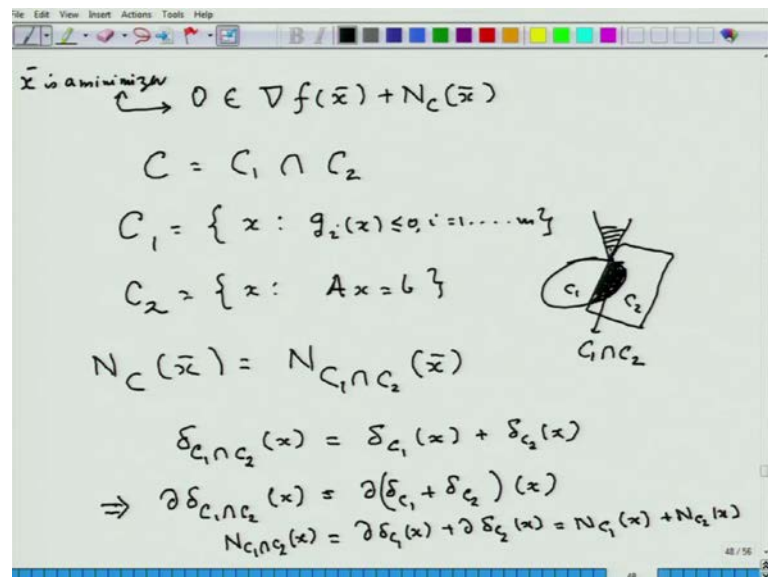 File Edit View Insert Actions Tools Help
x̄ is a minimizer
0 ∈ ∇f(x̄) + N_C(x̄)
C = C₁ ∩ C₂
C₁ = { x : gᵢ(x) ≤ 0, i = 1 .... m }
C₂ = { x : Ax = b }
C₁ C₂
C₁∩C₂
N_C(x̄) = N_{C₁∩C₂}(x̄)
δ_{C₁∩C₂}(x) = δ_{C₁}(x) + δ_{C₂}(x)
⇒ ∂δ_{C₁∩C₂}(x) = ∂(δ_{C₁} + δ_{C₂})(x)
N_{C₁∩C₂}(x) = ∂δ_{C₁}(x) + ∂δ_{C₂}(x) = N_{C₁}(x) + N_{C₂}(x)
48 / 56
48